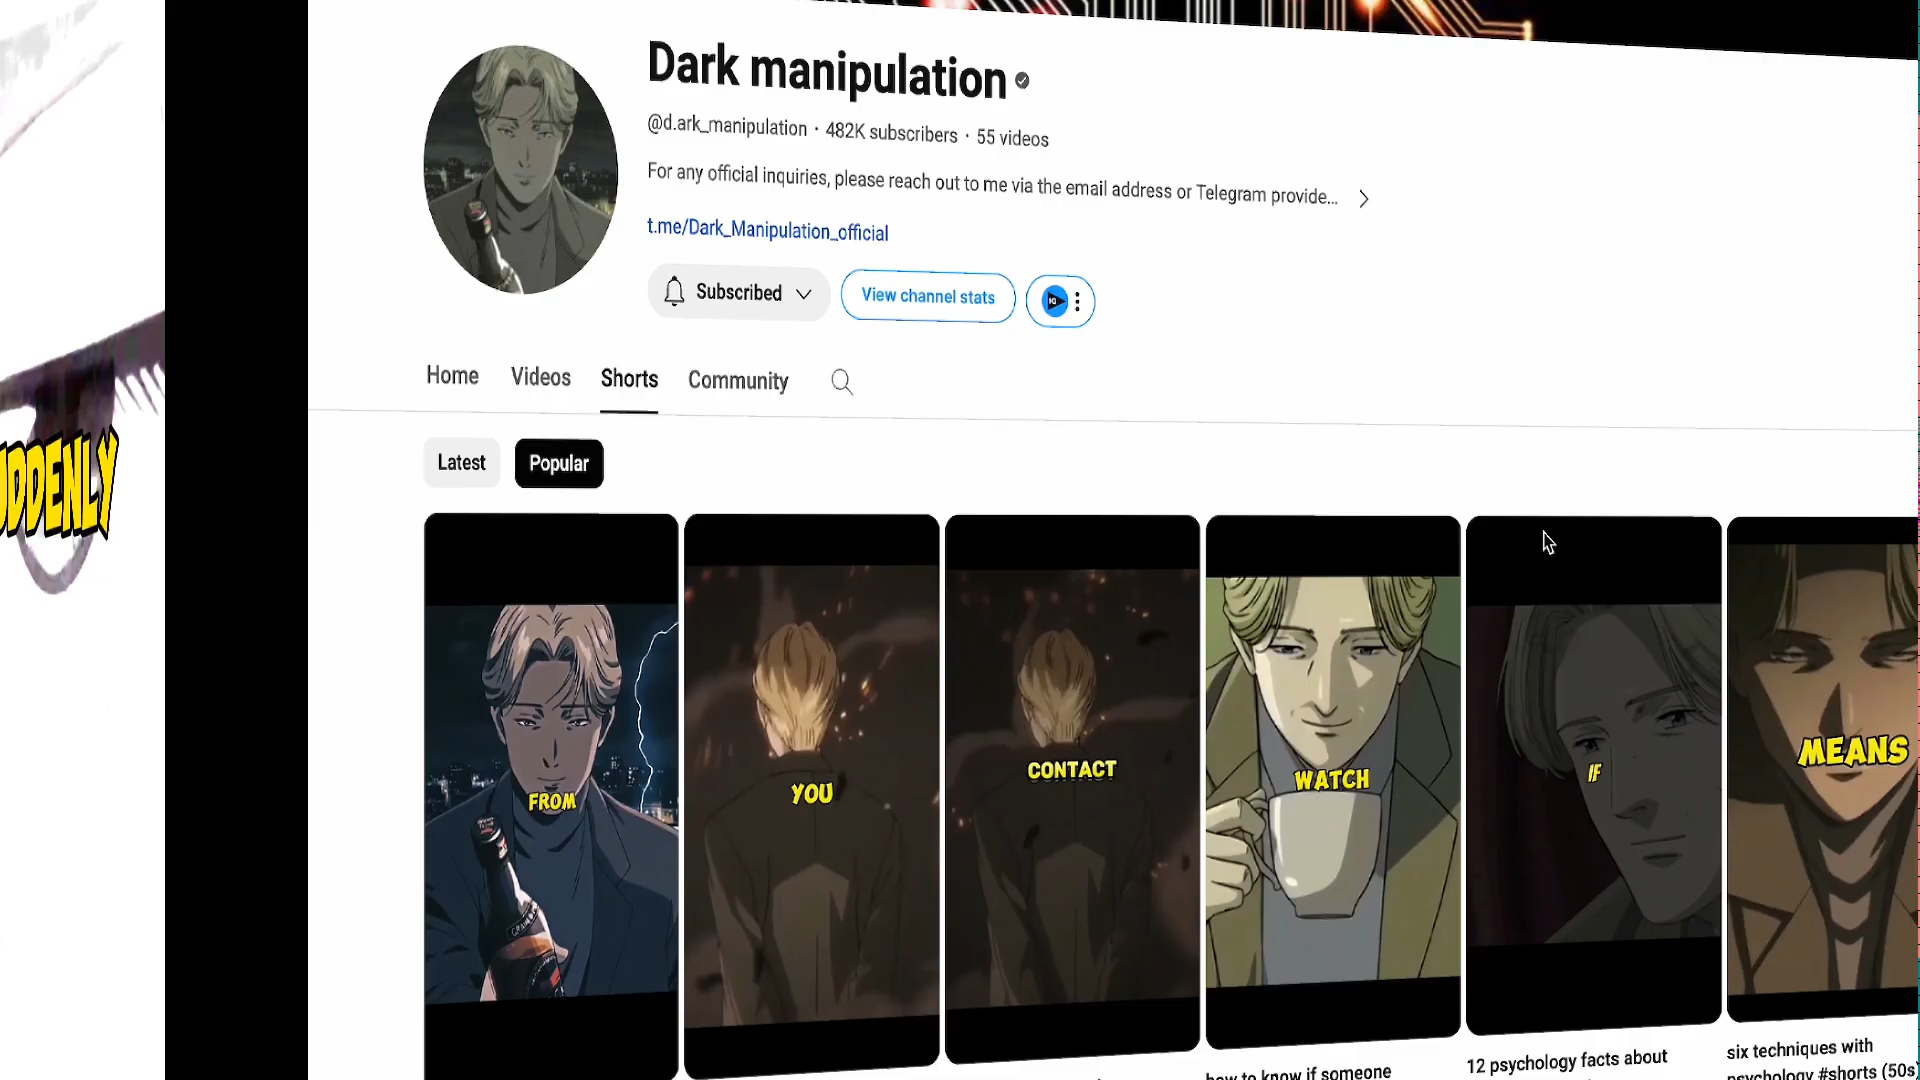 Dark manipulation
@d.ark_manipulation · 482K subscribers · 55 videos
For any official inquiries, please reach out to me via the email address or Telegram provide...
t.me/Dark_Manipulation_official
Subscribed
View channel stats
Home
Videos
Shorts
Community
UDDENLY
Latest
Popular
FROM
YOU
CONTACT
WATCH
IF
MEANS
how to know if someone
12 psychology facts about
six techniques with
psychology #shorts (50s)